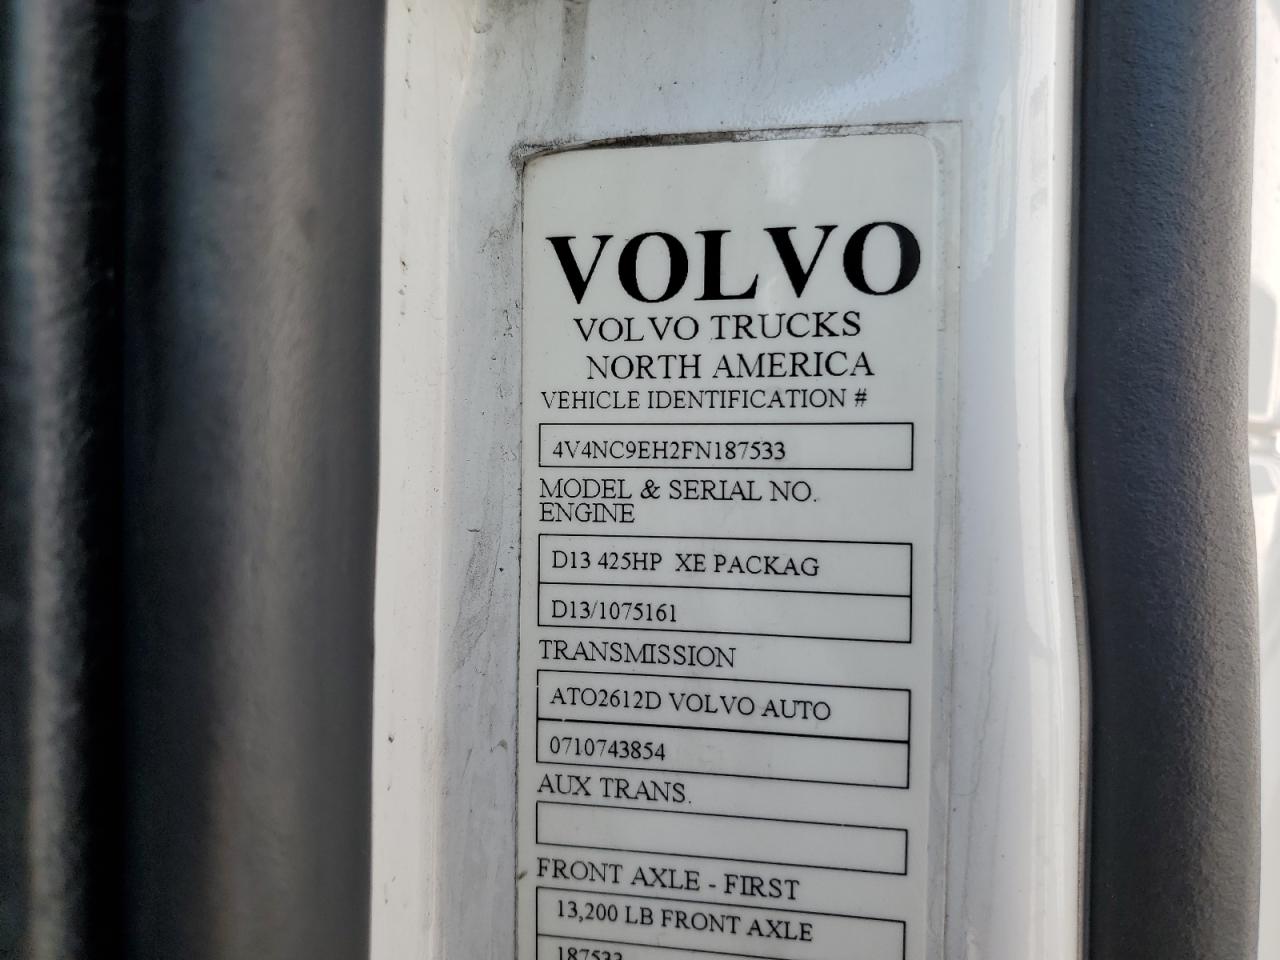 VOLVO
VOLVO TRUCKS
NORTH AMERICA
VEHICLE IDENTIFICATION #
4V4NC9EH2FN187533
MODEL & SERIAL NO.
ENGINE
D13 425HP XE PACKAG
D13/1075161
TRANSMISSION
ATO2612D VOLVO AUTO
0710743854
AUX TRANS.
FRONT AXLE - FIRST
13,200 LB FRONT AXLE
187533